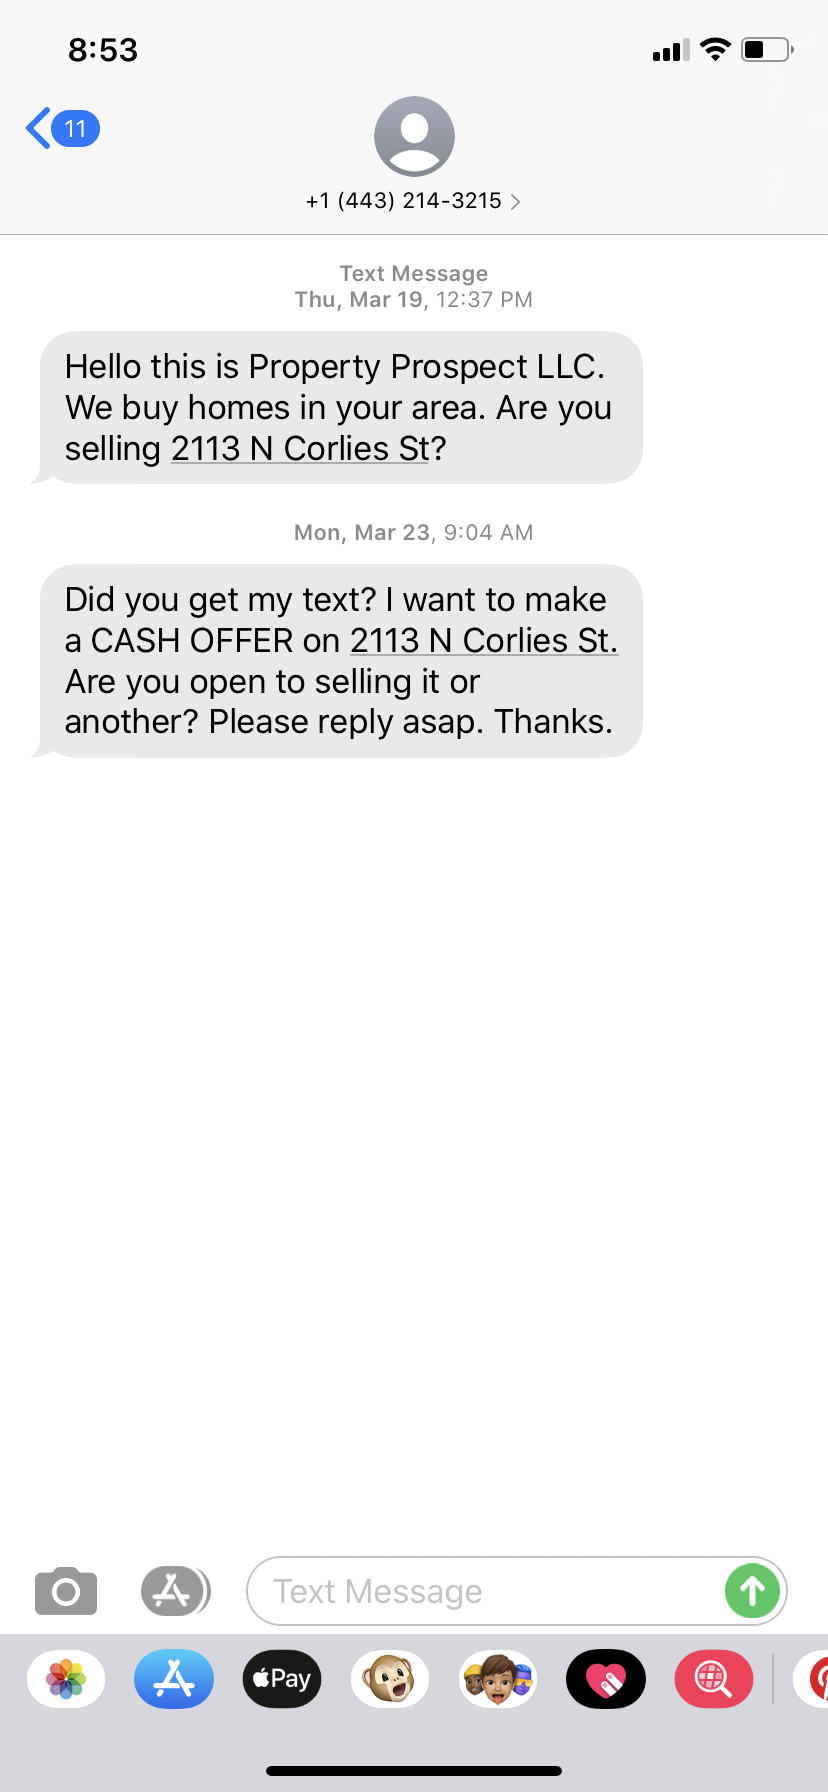 8:53
11
+1 (443) 214-3215
Text Message
Thu, Mar 19, 12:37 PM
Hello this is Property Prospect LLC.
We buy homes in your area. Are you
selling 2113 N Corlies St?
Mon, Mar 23, 9:04 AM
Did you get my text? I want to make
a CASH OFFER on 2113 N Corlies St.
Are you open to selling it or
another? Please reply asap. Thanks.
Text Message
Pay